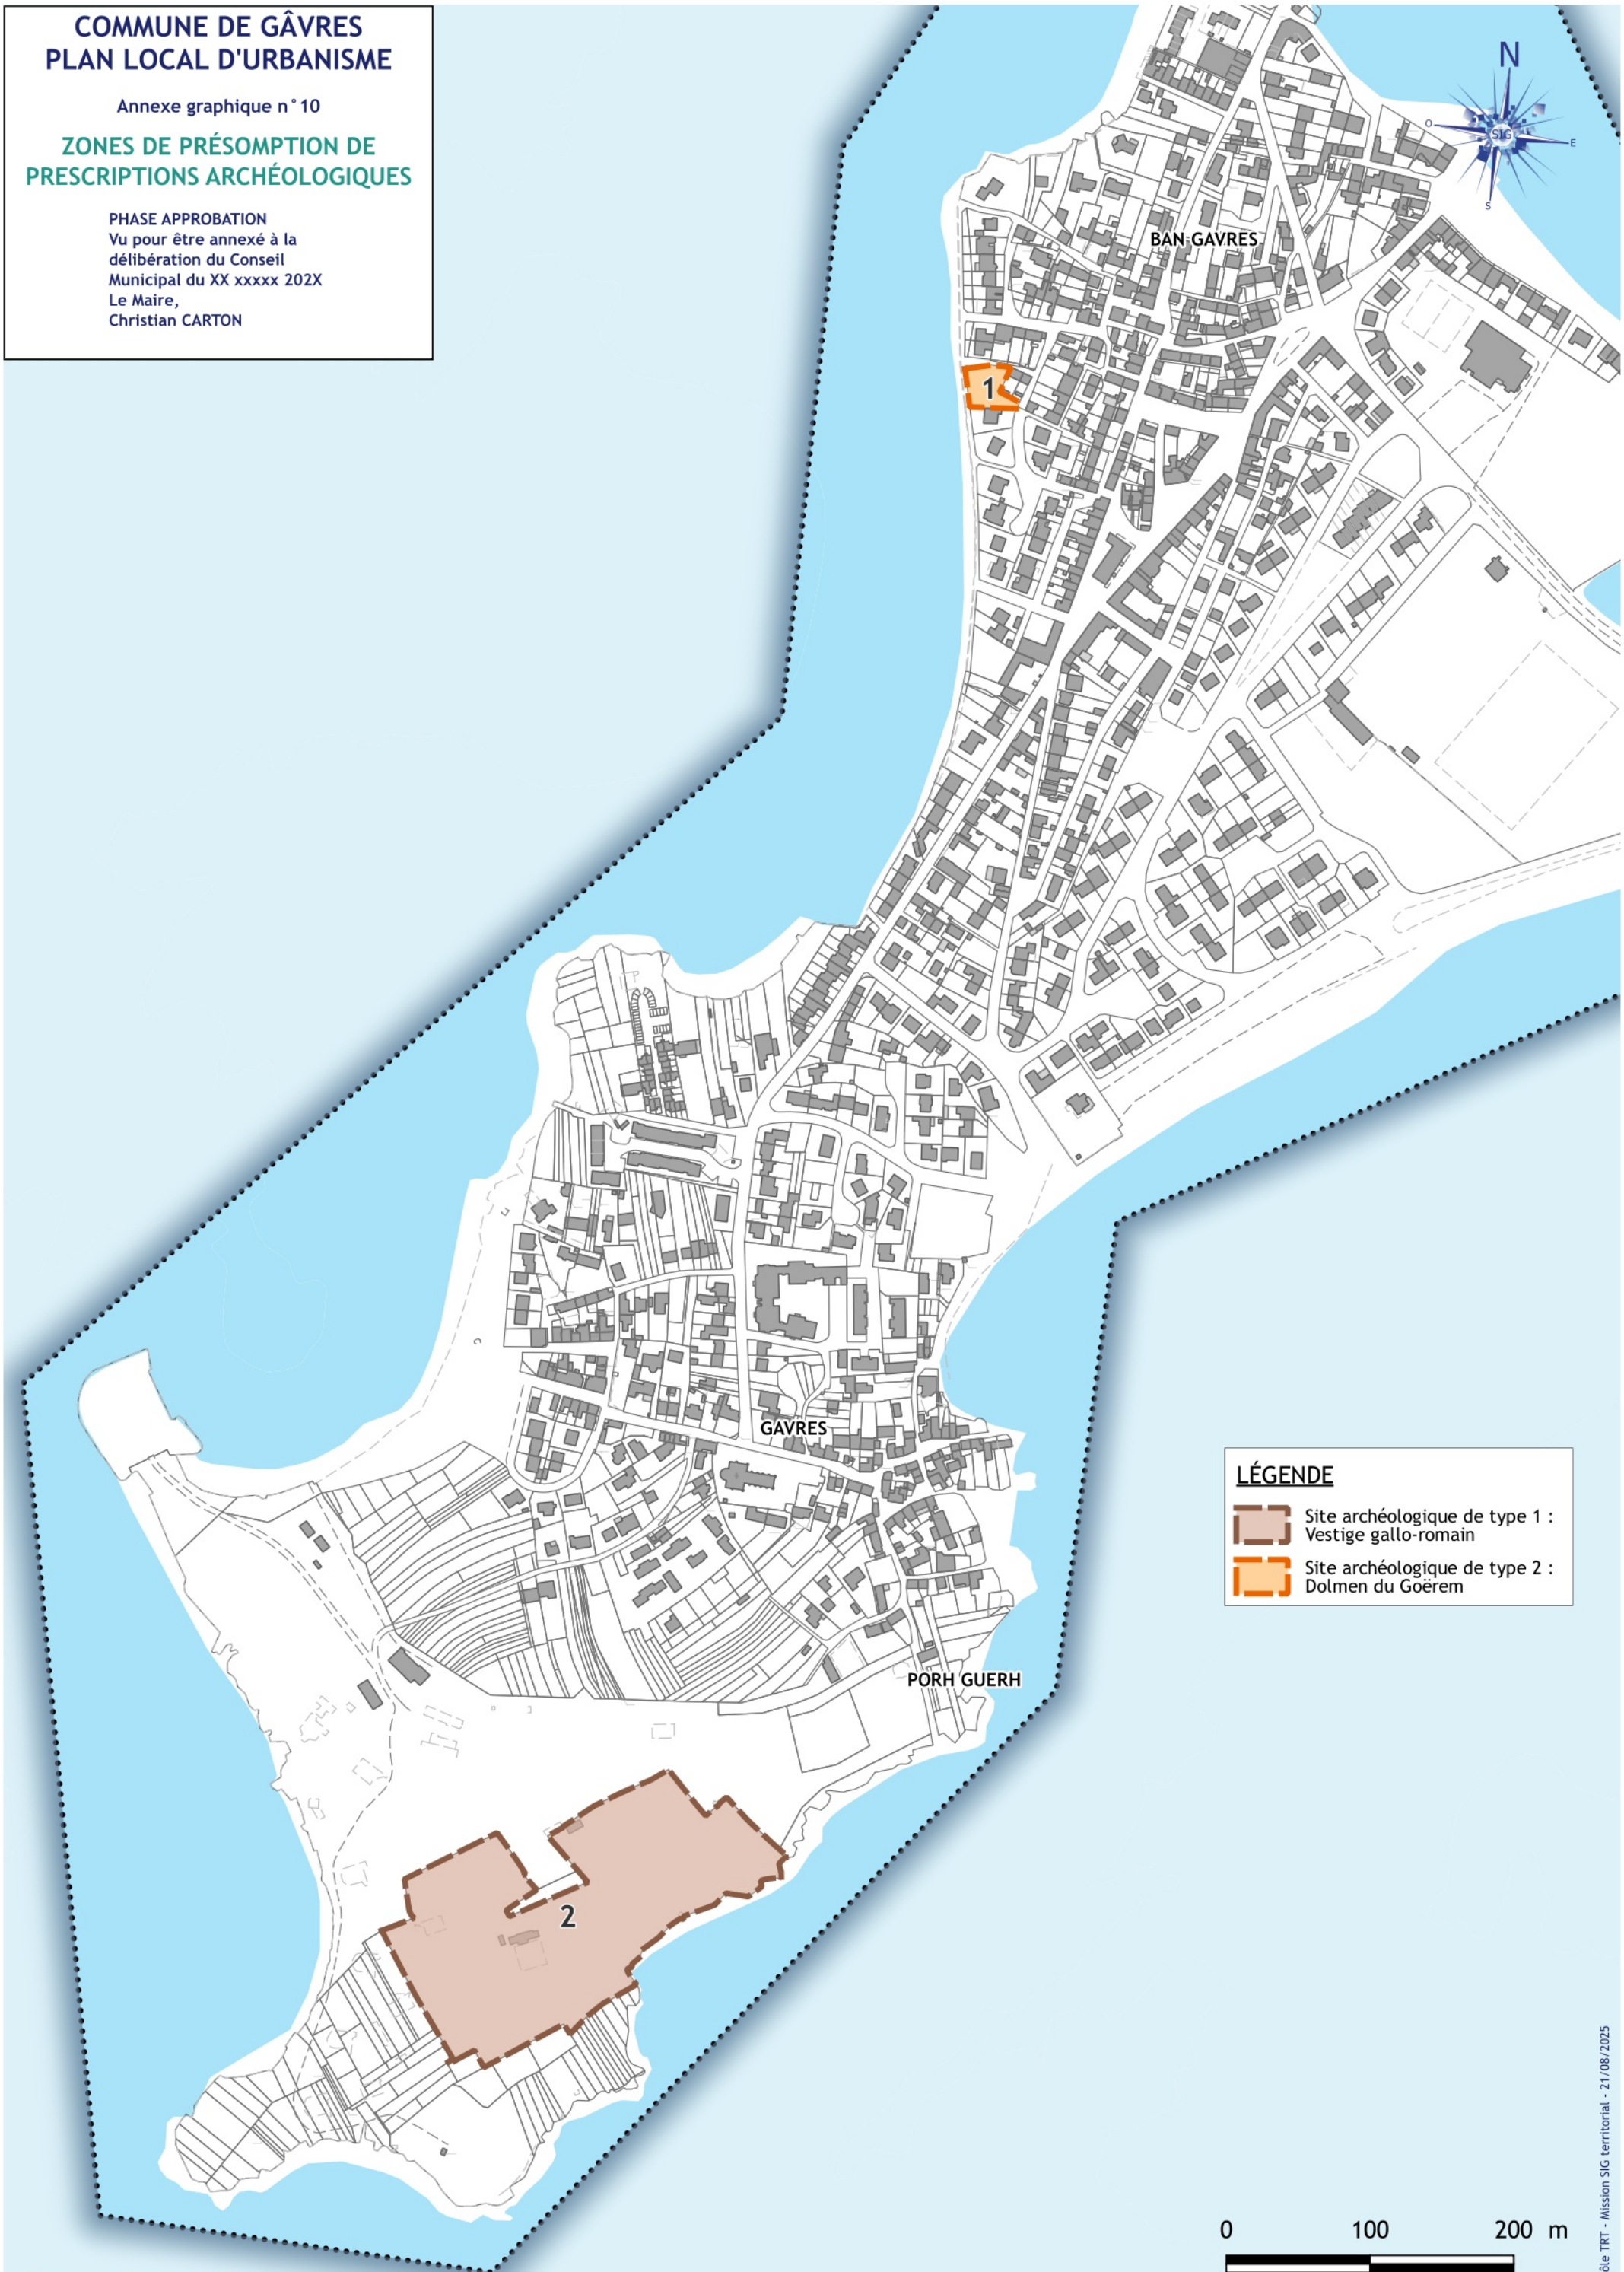 COMMUNE DE GÂVRES
PLAN LOCAL D'URBANISME
Annexe graphique n°10
ZONES DE PRÉSOMPTION DE
PRESCRIPTIONS ARCHÉOLOGIQUES
PHASE APPROBATION
Vu pour être annexé à la
délibération du Conseil
Municipal du XX xxxxx 202X
Le Maire,
Christian CARTON
N
O
SIG
E
S
BAN-GAVRES
1
GAVRES
LÉGENDE
Site archéologique de type 1 :
Vestige gallo-romain
Site archéologique de type 2 :
Dolmen du Goërem
PORH GUERH
2
0 100 200 m
ôle TRT - Mission SIG territorial - 21/08/2025